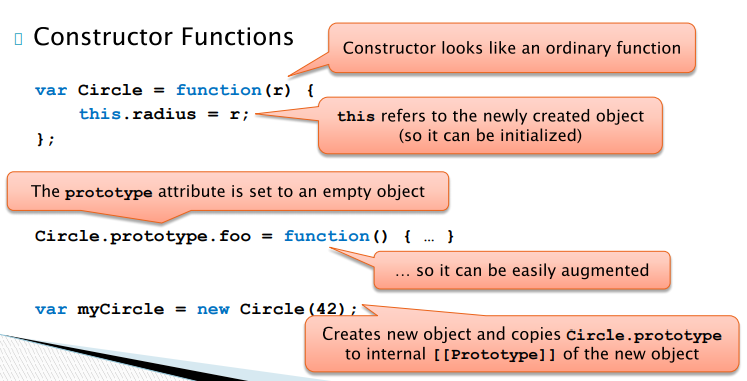 Constructor Functions
Constructor looks like an ordinary function
var Circle = function(r) {
this.radius = r;
this refers to the newly created object
(so it can be initialized)
};
The prototype attribute is set to an empty object
Circle.prototype.foo = function() { … }
… so it can be easily augmented
var myCircle = new Circle(42);
Creates new object and copies Circle.prototype
to internal [[Prototype]] of the new object